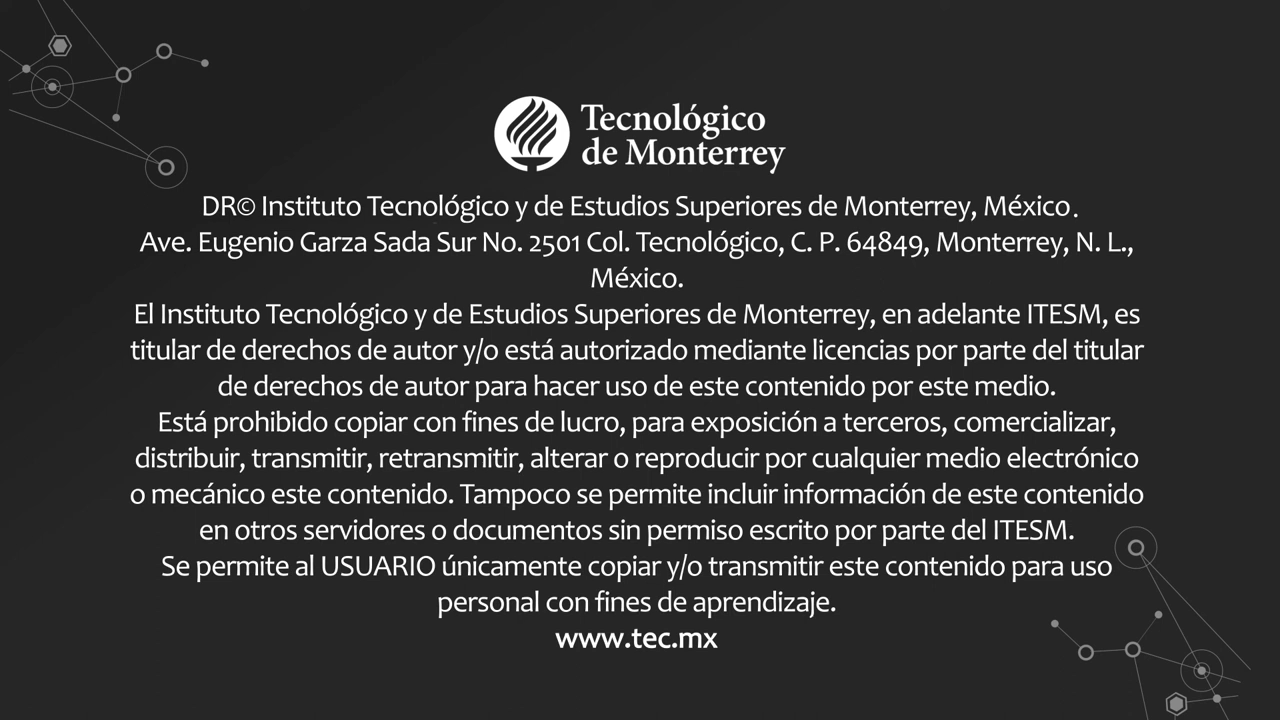 Tecnológico
de Monterrey
DR© Instituto Tecnológico y de Estudios Superiores de Monterrey, México.
Ave. Eugenio Garza Sada Sur No. 2501 Col. Tecnológico, C. P. 64849, Monterrey, N. L.,
México.
El Instituto Tecnológico y de Estudios Superiores de Monterrey, en adelante ITESM, es
titular de derechos de autor y/o está autorizado mediante licencias por parte del titular
de derechos de autor para hacer uso de este contenido por este medio.
Está prohibido copiar con fines de lucro, para exposición a terceros, comercializar,
distribuir, transmitir, retransmitir, alterar o reproducir por cualquier medio electrónico
o mecánico este contenido. Tampoco se permite incluir información de este contenido
en otros servidores o documentos sin permiso escrito por parte del ITESM.
Se permite al USUARIO únicamente copiar y/o transmitir este contenido para uso
personal con fines de aprendizaje.
www.tec.mx